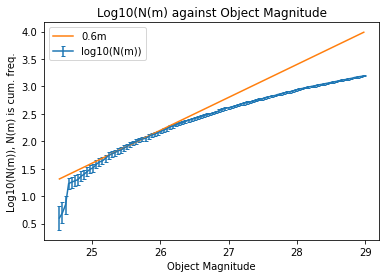 Log10(N(m)) against Object Magnitude
0.6m
log10(N(m))
Log10(N(m)), N(m) is cum. freq.
4.0
3.5
3.0
2.5
2.0
1.5
1.0
0.5
25
26
27
28
29
Object Magnitude